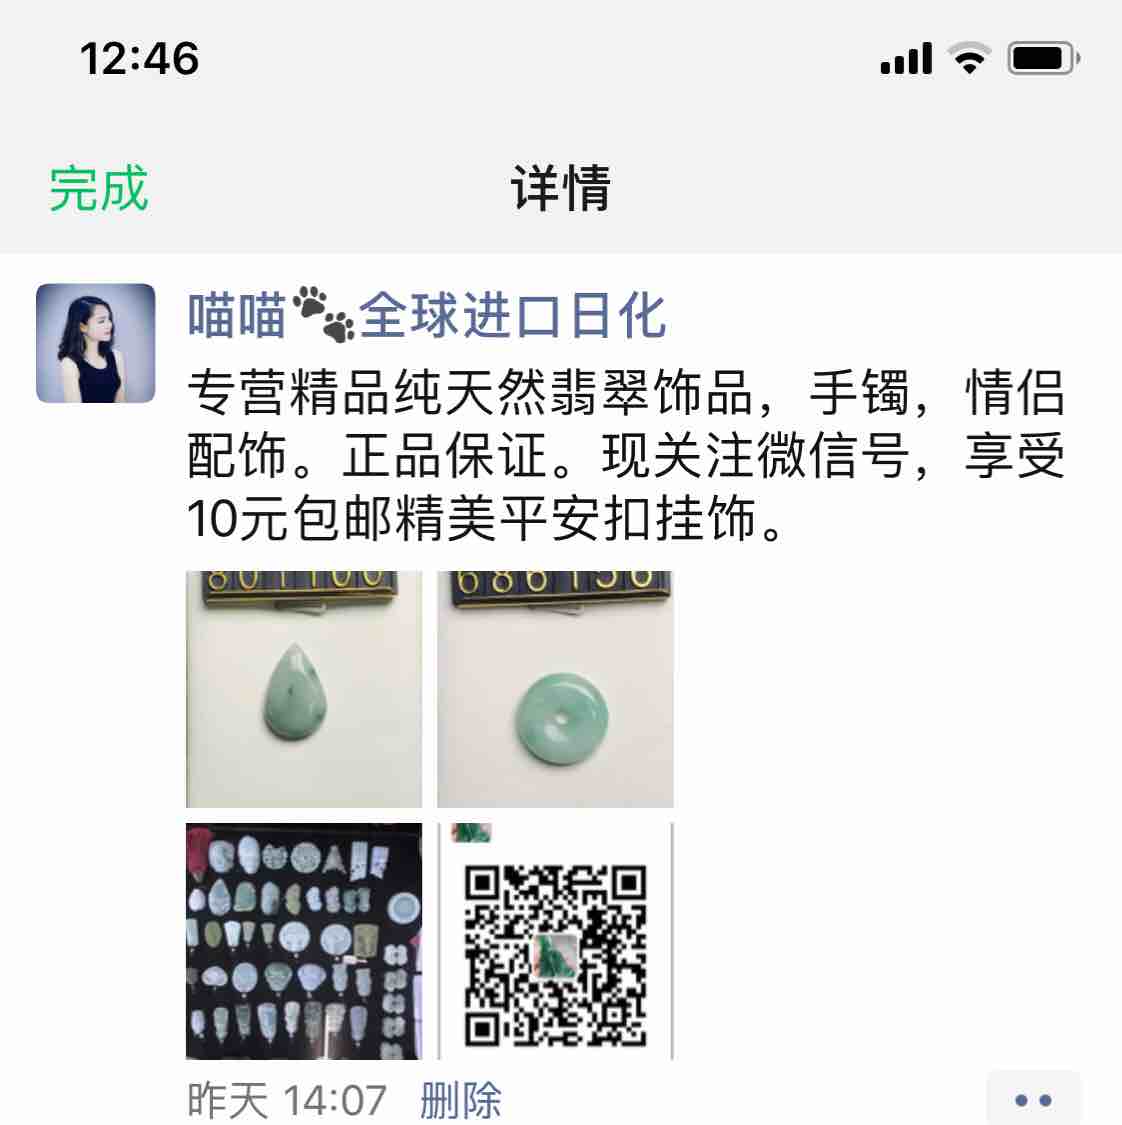 12:46
完成
详情
喵喵🐾全球进口日化
专营精品纯天然翡翠饰品，手镯，情侣
配饰。正品保证。现关注微信号，享受
10元包邮精美平安扣挂饰。
801100
686156
昨天 14:07 删除